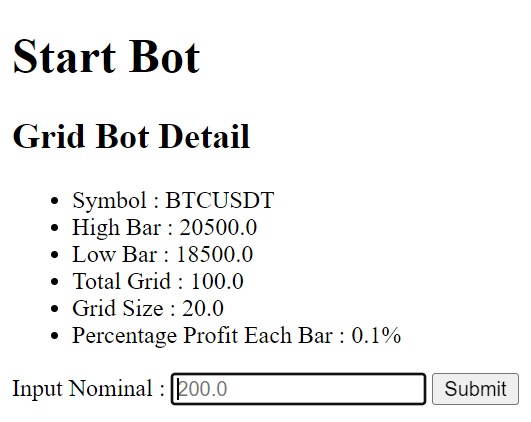 Start Bot
Grid Bot Detail
Symbol : BTCUSDT
High Bar : 20500.0
Low Bar : 18500.0
Total Grid : 100.0
Grid Size : 20.0
Percentage Profit Each Bar : 0.1%
Input Nominal : 200.0 Submit